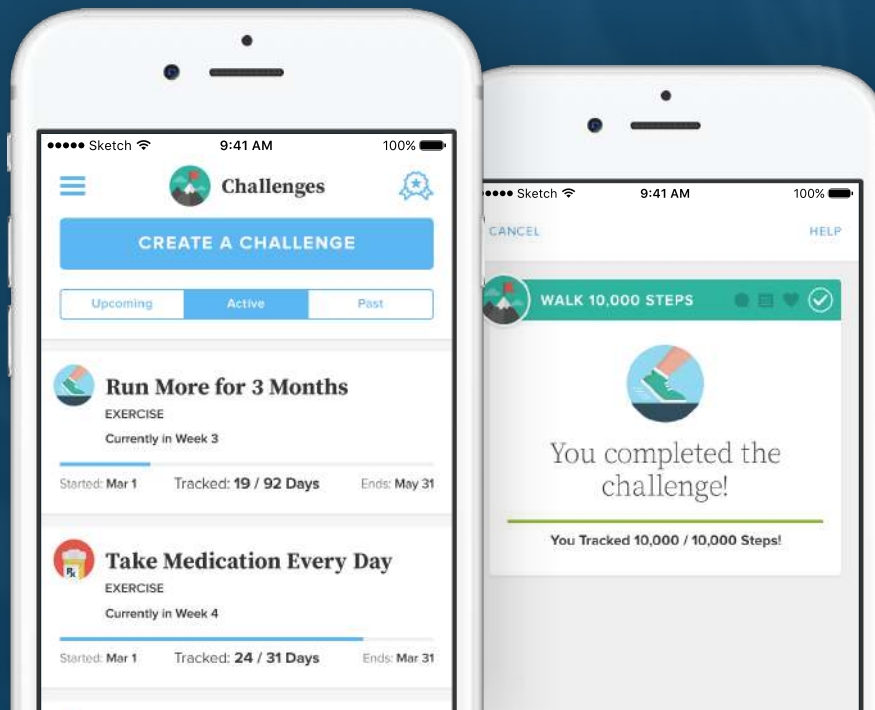 Sketch
9:41 AM
100%
Challenges
CREATE A CHALLENGE
Upcoming
Active
Past
Run More for 3 Months
EXERCISE
Currently in Week 3
Started: Mar 1
Tracked: 19 / 92 Days
Ends: May 31
Take Medication Every Day
EXERCISE
Currently in Week 4
Started: Mar 1
Tracked: 24 / 31 Days
Ends: Mar 31
Rx
Sketch
9:41 AM
100%
CANCEL
HELP
WALK 10,000 STEPS
You completed the
challenge!
You Tracked 10,000 / 10,000 Steps!